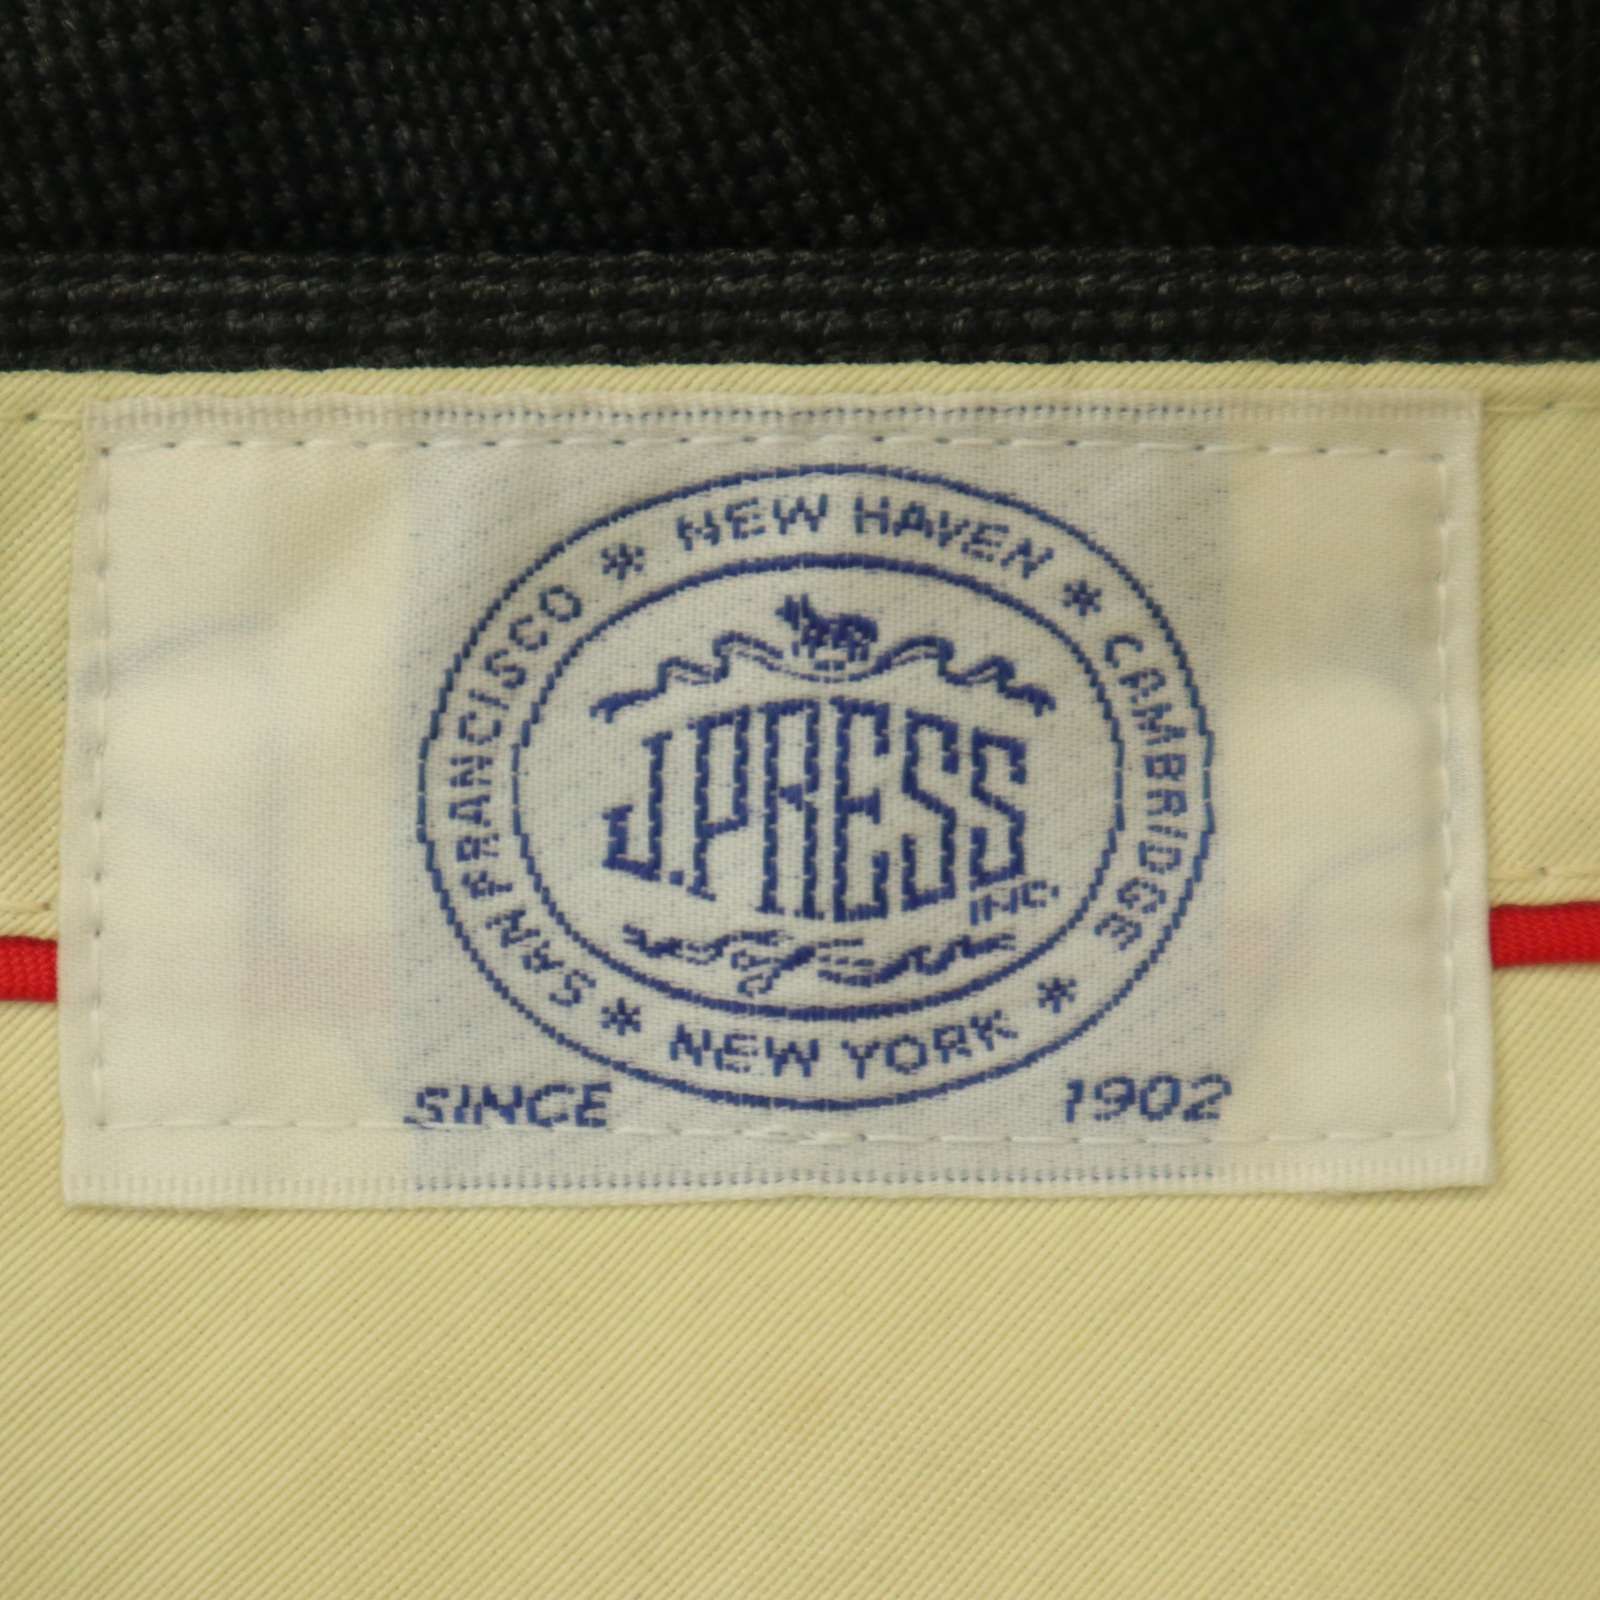 NEW HAVEN * CAMBRIDGE * NEW YORK * SAN FRANCISCO *
J.PRESS
INC.
SINCE 1902